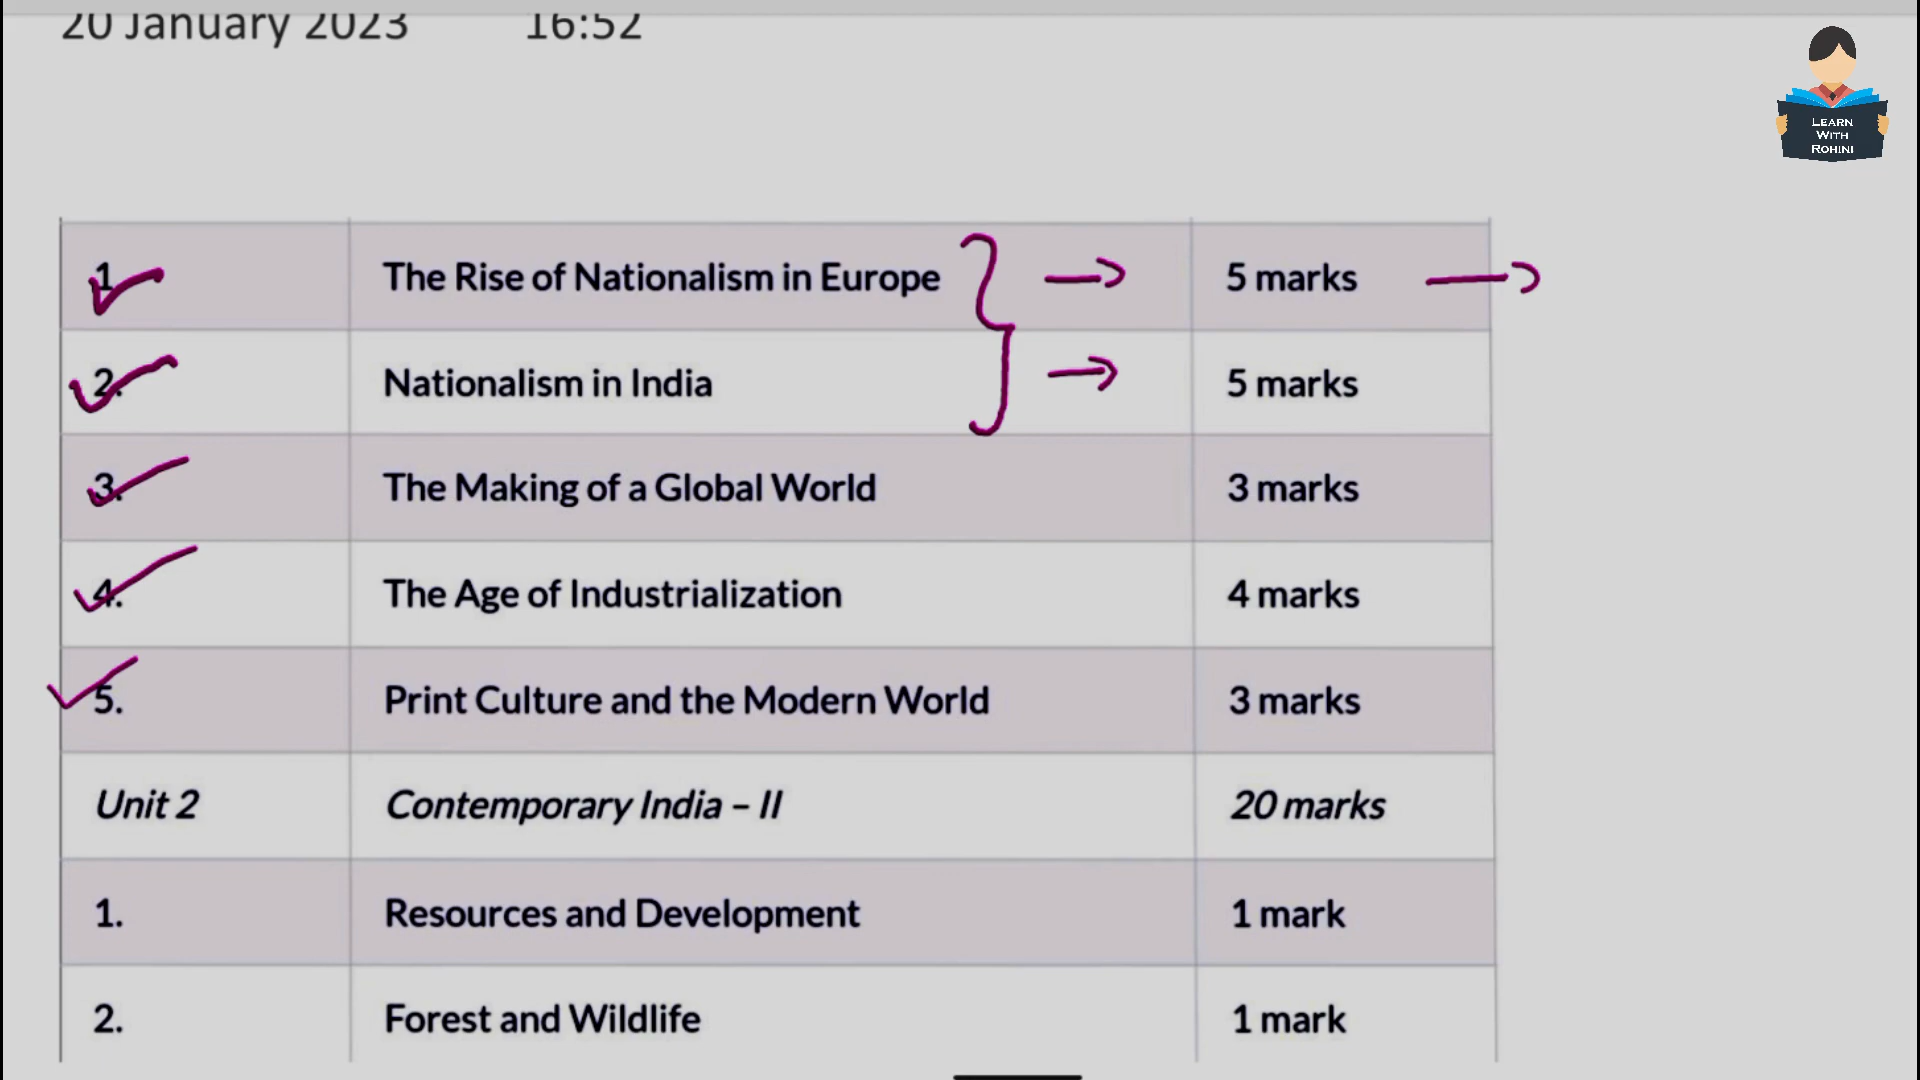 20 January 2023 16:52
LEARN
WITH
ROHINI
1 The Rise of Nationalism in Europe 5 marks
2. Nationalism in India 5 marks
3. The Making of a Global World 3 marks
4. The Age of Industrialization 4 marks
5. Print Culture and the Modern World 3 marks
Unit 2 Contemporary India – II 20 marks
1. Resources and Development 1 mark
2. Forest and Wildlife 1 mark